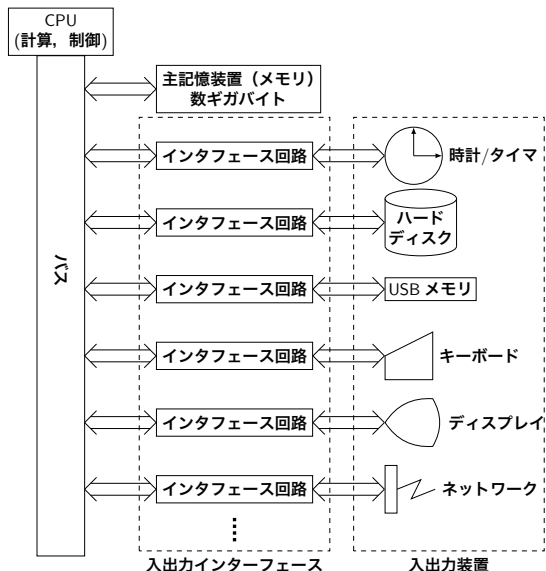 CPU
(計算，制御)
主記憶装置（メモリ）
数ギガバイト
バス
インタフェース回路
時計/タイマ
インタフェース回路
ハード
ディスク
インタフェース回路
USB メモリ
インタフェース回路
キーボード
インタフェース回路
ディスプレイ
インタフェース回路
ネットワーク
入出力インターフェース
入出力装置